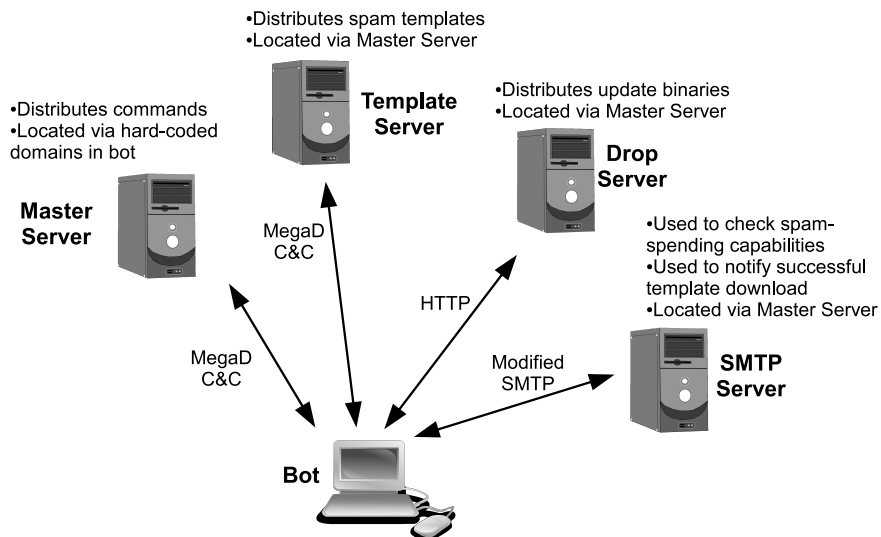 •Distributes spam templates
•Located via Master Server
Template
Server
•Distributes update binaries
•Located via Master Server
Drop
Server
•Distributes commands
•Located via hard-coded
domains in bot
Master
Server
•Used to check spam-
spending capabilities
•Used to notify successful
template download
•Located via Master Server
SMTP
Server
MegaD
C&C
MegaD
C&C
HTTP
Modified
SMTP
Bot